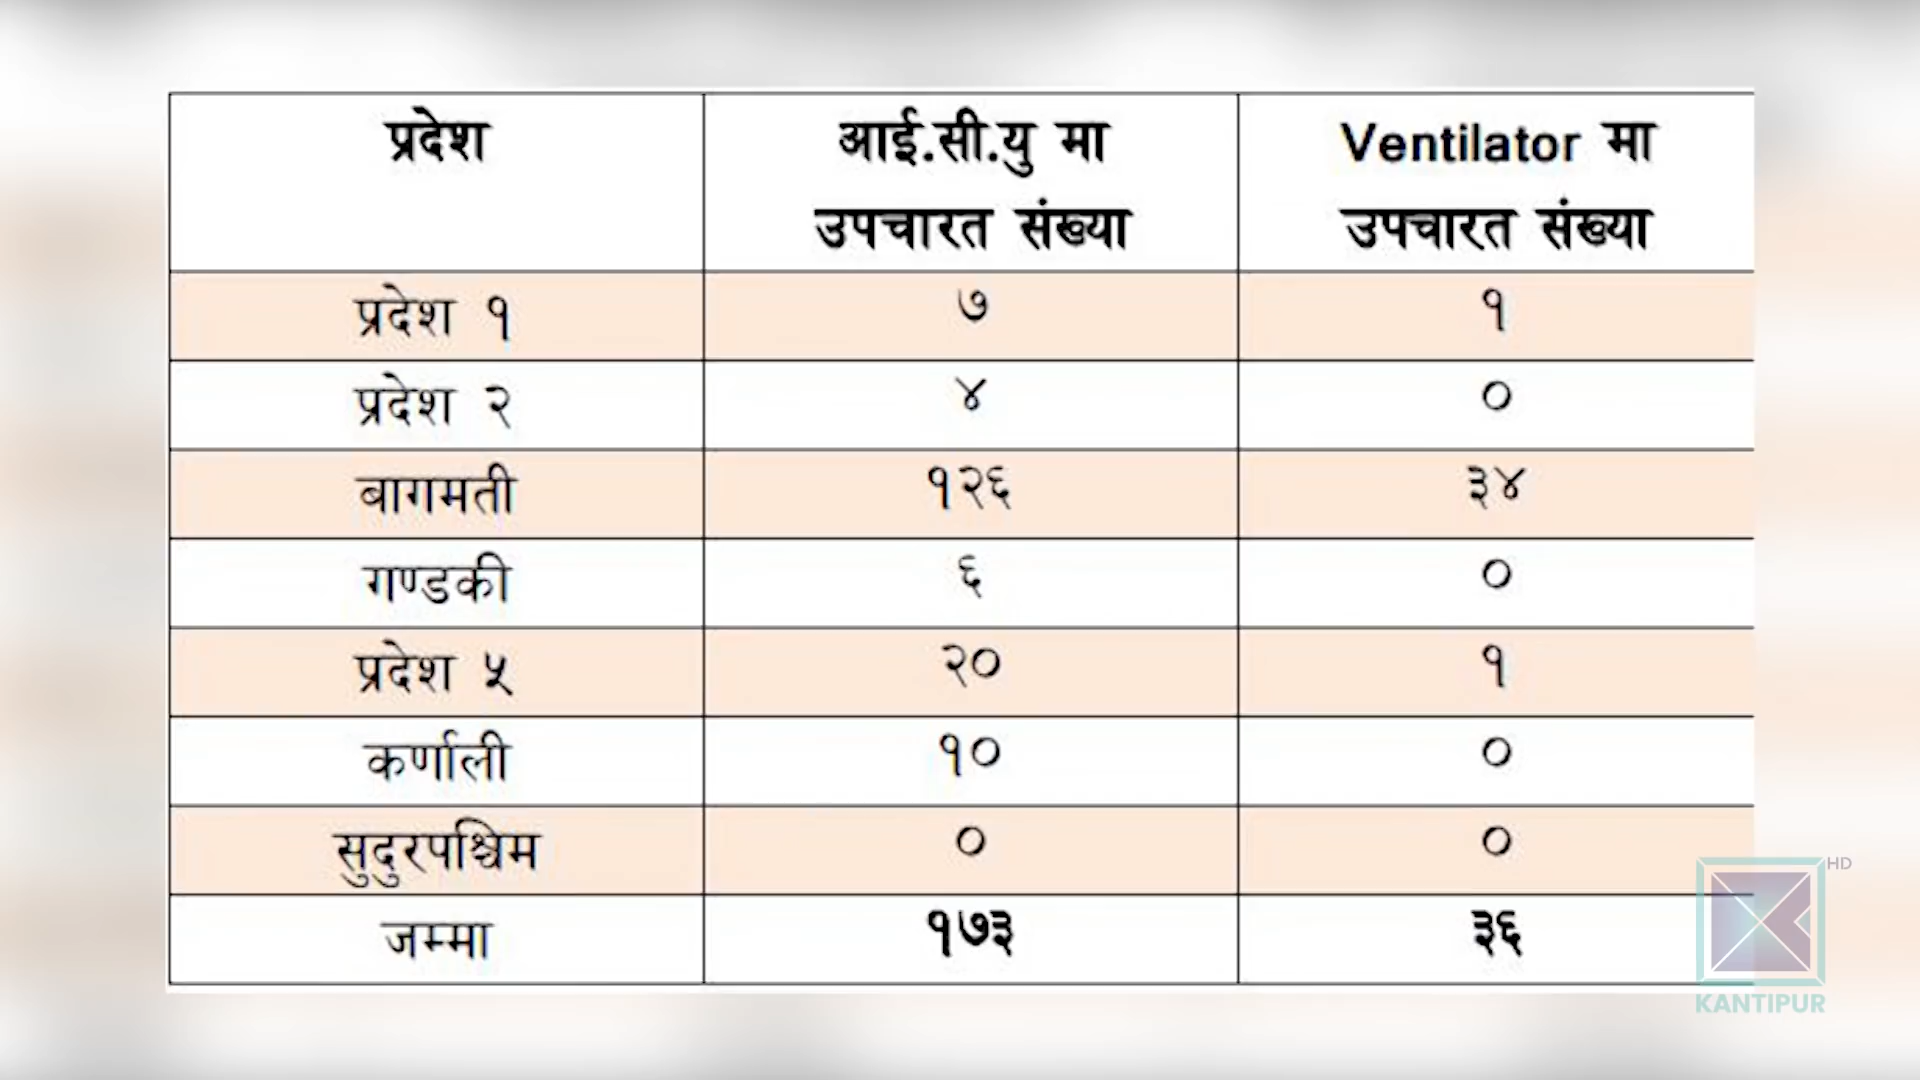 प्रदेश आई.सी.यु मा Ventilator मा
उपचारत संख्या उपचारत संख्या
प्रदेश १ ७ १
प्रदेश २ ४ ०
बागमती १२६ ३४
गण्डकी ६ ०
प्रदेश ५ २० १
कर्णाली १० ०
सुदुरपश्चिम ० ०
जम्मा १७३ ३६
HD
KANTIPUR